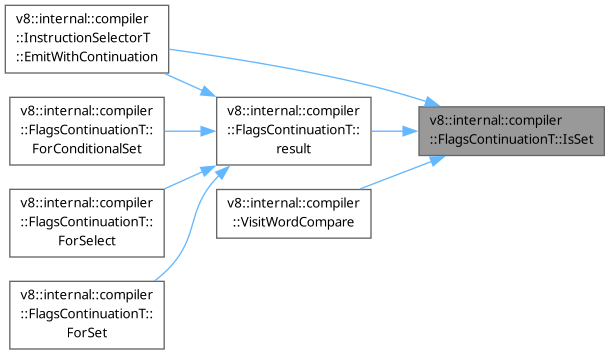 v8::internal::compiler
::InstructionSelectorT
::EmitWithContinuation
v8::internal::compiler
::FlagsContinuationT::
ForConditionalSet
v8::internal::compiler
::FlagsContinuationT::
ForSelect
v8::internal::compiler
::FlagsContinuationT::
ForSet
v8::internal::compiler
::FlagsContinuationT::
result
v8::internal::compiler
::VisitWordCompare
v8::internal::compiler
::FlagsContinuationT::IsSet